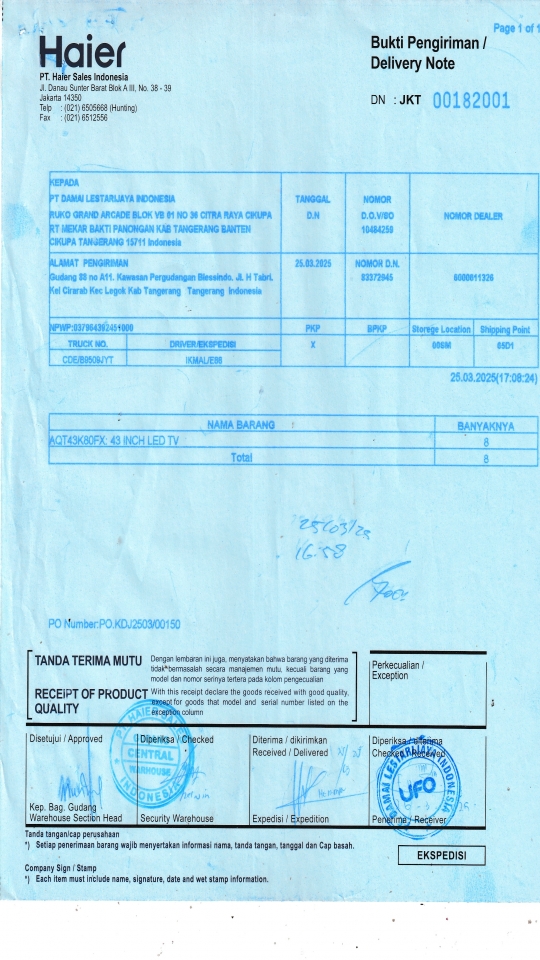 Page 1 of 1
Haier
Bukti Pengiriman /
Delivery Note
PT. Haier Sales Indonesia
Jl. Danau Sunter Barat Blok A III, No. 38 - 39
Jakarta 14350
Telp : (021) 6505668 (Hunting)
Fax : (021) 6512556
DN : JKT 00182001
KEPADA
PT DAMAI LESTARIJAYA INDONESIA
RUKO GRAND ARCADE BLOK VB 01 NO 36 CITRA RAYA CIKUPA
RT MEKAR BAKTI PANONGAN KAB TANGERANG BANTEN
CIKUPA TANGERANG 15711 Indonesia
TANGGAL
D.N
NOMOR
D.O.V/BO
10484259
NOMOR DEALER
ALAMAT PENGIRIMAN
Gudang 88 no A11. Kawasan Pergudangan Blessindo. Jl. H Tabri.
Kel Cirarab Kec Legok Kab Tangerang Tangerang Indonesia
25.03.2025
NOMOR D.N.
83372945
6000011326
NPWP:0379643924511000
PKP
BPKP
Storege Location
Shipping Point
TRUCK NO.
DRIVER/EKSPEDISI
X
006M
65D1
CDE/B9509JYT
IKMAL/E86
25.03.2025(17:08:24)
NAMA BARANG
BANYAKNYA
AQT43K80FX: 43 INCH LED TV
8
Total
8
25/03/25
16:58
PO Number:PO.KDJ2503/00150
TANDA TERIMA MUTU
Dengan lembaran ini juga, menyatakan bahwa barang yang diterima
tidak bermasalah secara manajemen mutu, kecuali barang yang
model dan nomor serinya tertera pada kolom pengecualian
RECEIPT OF PRODUCT
QUALITY
With this receipt declare the goods received with good quality,
except for goods that model and serial number listed on the
exception column
Perkecualian /
Exception
Disetujui / Approved
Diperiksa / Checked
Diterima / dikirimkan
Received / Delivered
Diperiksa / Diterima
Checked / Received
CENTRAL
WARHOUSE
INDONESIA
DAMAI LESTARIJAYA INDONESIA
UFO
Kep. Bag. Gudang
Warehouse Section Head
Security Warehouse
Expedisi / Expedition
Penerima / Receiver
Tanda tangan/cap perusahaan
*) Setiap penerimaan barang wajib menyertakan informasi nama, tanda tangan, tanggal dan Cap basah.
EKSPEDISI
Company Sign / Stamp
*) Each item must include name, signature, date and wet stamp information.